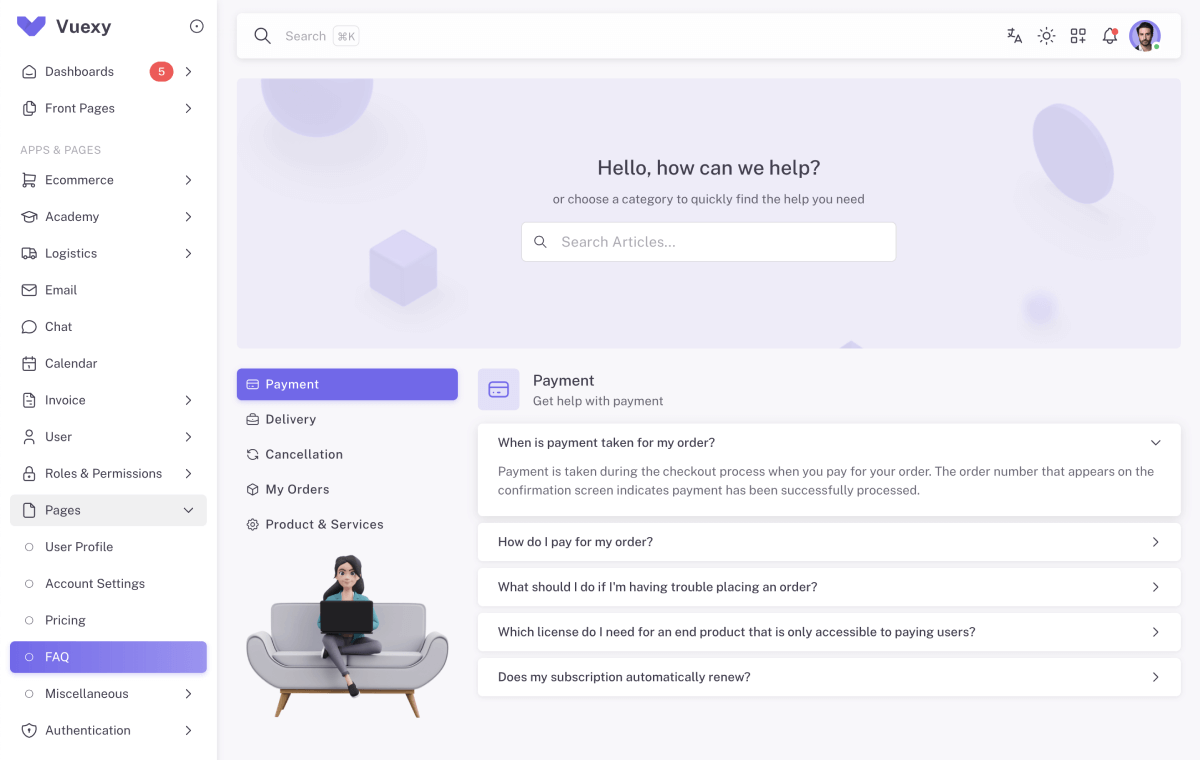 Vuexy
Dashboards
5
Front Pages
APPS & PAGES
Ecommerce
Academy
Logistics
Email
Chat
Calendar
Invoice
User
Roles & Permissions
Pages
User Profile
Account Settings
Pricing
FAQ
Miscellaneous
Authentication
Search ⌘K
Hello, how can we help?
or choose a category to quickly find the help you need
Search Articles...
Payment
Delivery
Cancellation
My Orders
Product & Services
Payment
Get help with payment
When is payment taken for my order?
Payment is taken during the checkout process when you pay for your order. The order number that appears on the
confirmation screen indicates payment has been successfully processed.
How do I pay for my order?
What should I do if I'm having trouble placing an order?
Which license do I need for an end product that is only accessible to paying users?
Does my subscription automatically renew?